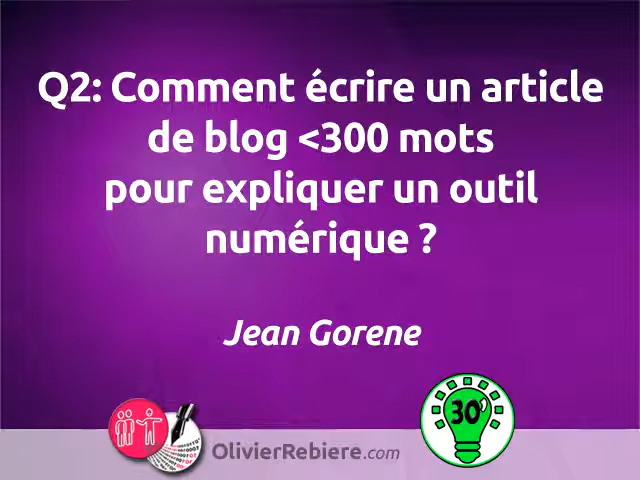 Q2: Comment écrire un article
de blog <300 mots
pour expliquer un outil
numérique ?
Jean Gorene
30'
OlivierRebiere.com